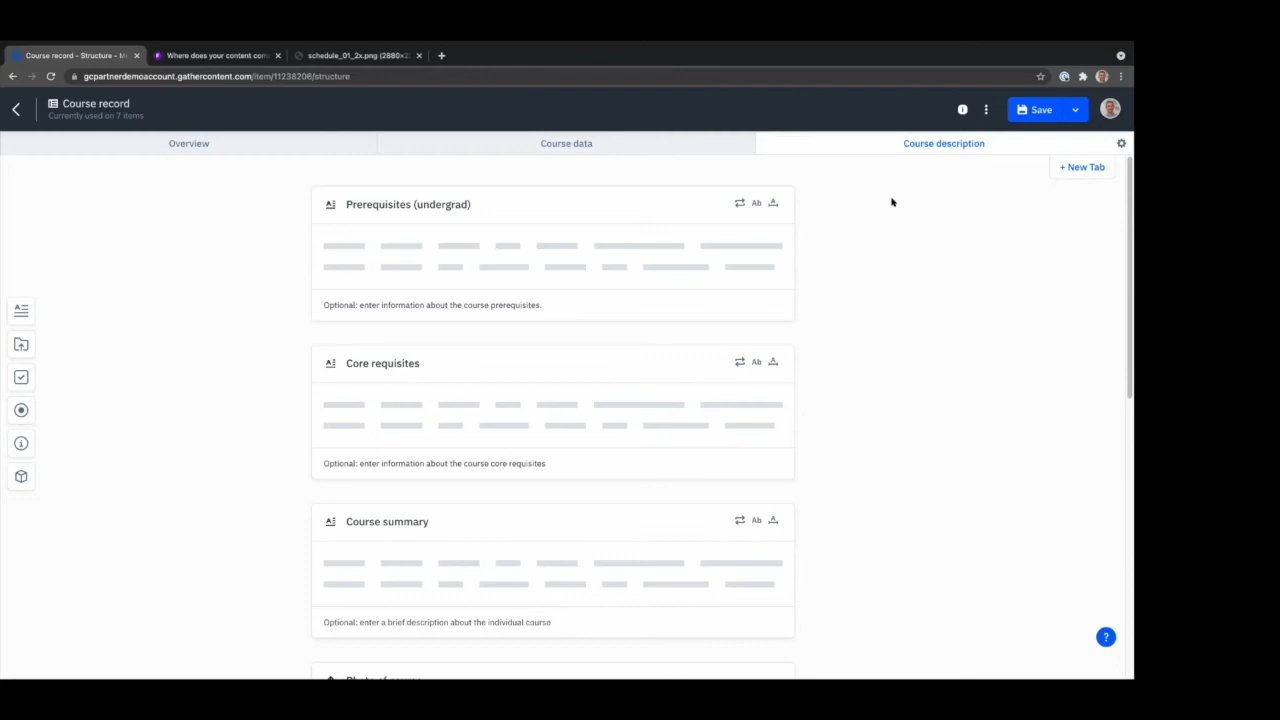 Course record - Structure - M
Where does your content com
schedule_01_2x.png (2880×2
gcpartnerdemoaccount.gathercontent.com/item/11238206/structure
Course record
Currently used on 7 items
Save
Overview
Course data
Course description
+ New Tab
Prerequisites (undergrad)
Ab
Optional: enter information about the course prerequisites.
Core requisites
Ab
Optional: enter information about the course core requisites
Course summary
Ab
Optional: enter a brief description about the individual course
?